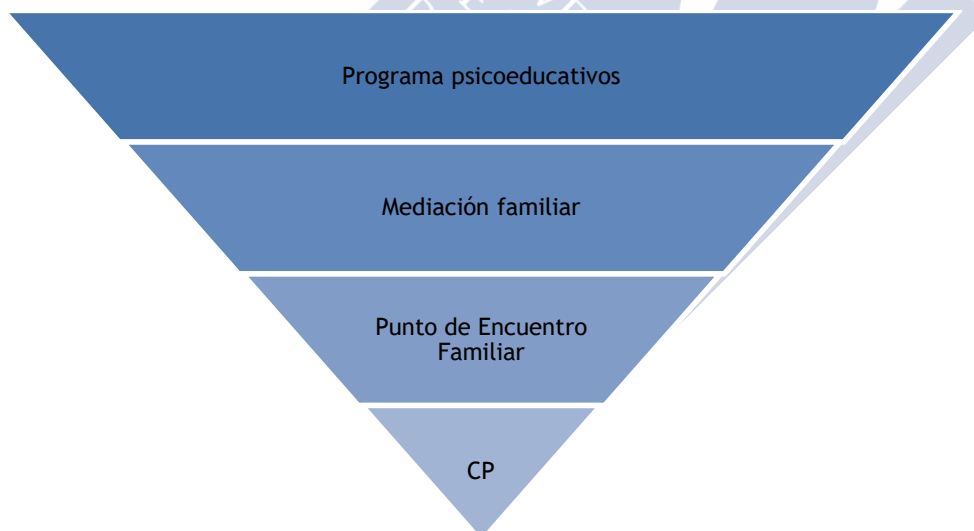 Programa psicoeducativos
Mediación familiar
Punto de Encuentro
Familiar
CP